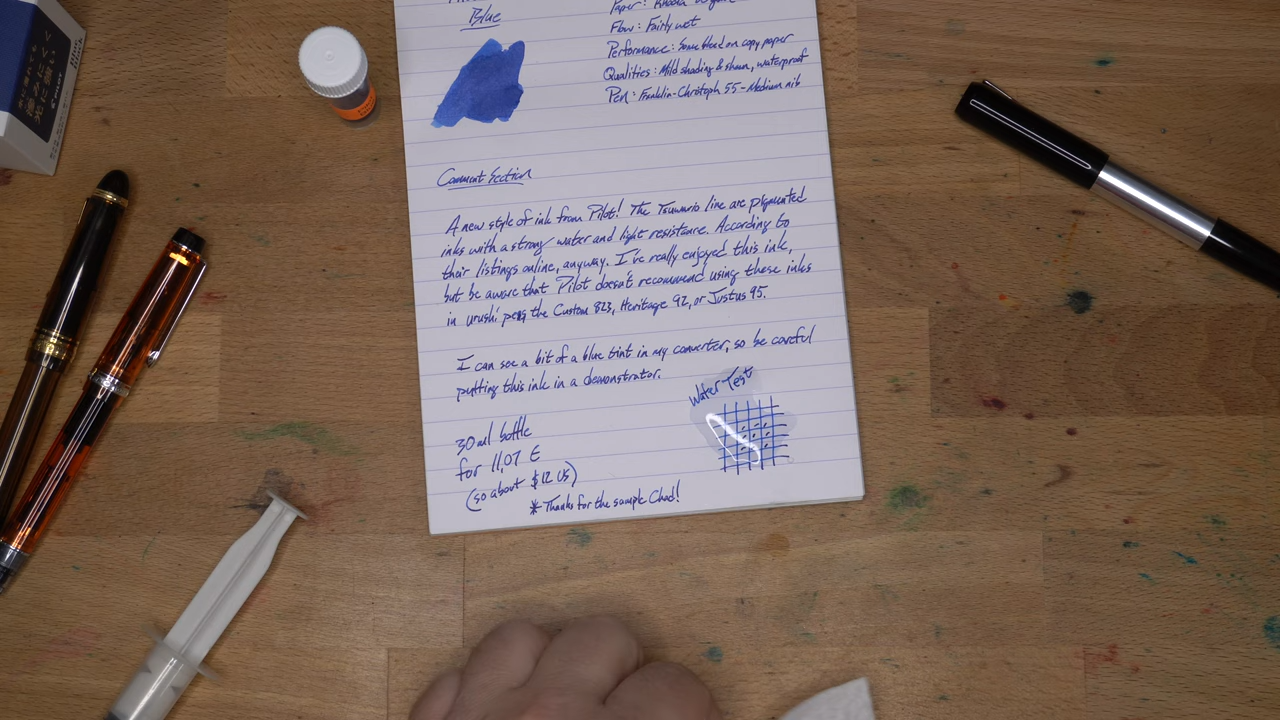 Blue
Paper: Rhodia
Flow: Fairly wet
Performance: Some bleed on copy paper
Qualities: Mild shading & sheen, waterproof
Pen: Franklin-Christoph 55 - Medium nib
Comment Section
A new style of ink from Pilot! The Tsuwairo line are pigmented
inks with a strong water and light resistance. According to
their listings online, anyway. I've really enjoyed this ink,
but be aware that Pilot doesn't recommend using these inks
in urushi pens the Custom 823, Heritage 92, or Justus 95.
I can see a bit of a blue tint in my converter, so be careful
putting this ink in a demonstrator.
Water Test
30 ml bottle
for 11,07 €
(so about $12 US)
* Thanks for the sample Chad!